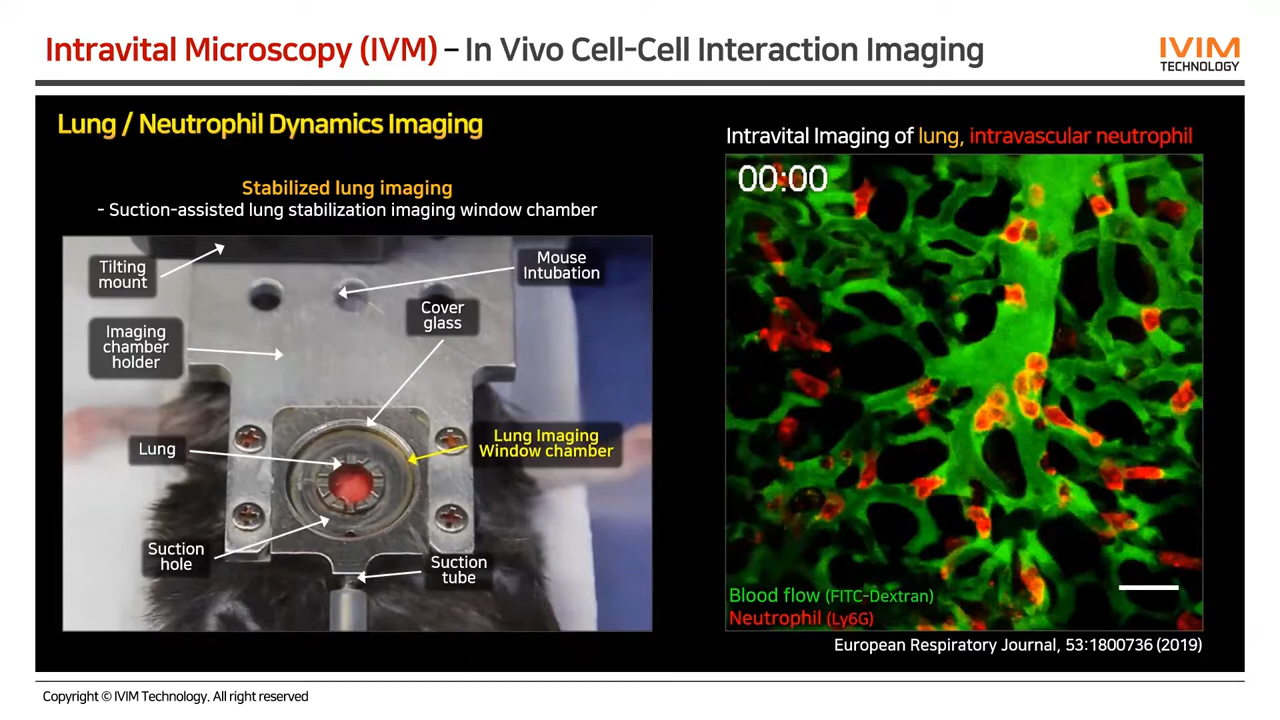 Intravital Microscopy (IVM) – In Vivo Cell-Cell Interaction Imaging
IVIM
TECHNOLOGY
Lung / Neutrophil Dynamics Imaging
Stabilized lung imaging
- Suction-assisted lung stabilization imaging window chamber
Tilting
mount
Mouse
Intubation
Cover
glass
Imaging
chamber
holder
Lung
Lung Imaging
Window chamber
Suction
hole
Suction
tube
Intravital Imaging of lung, intravascular neutrophil
00:00
Blood flow (FITC-Dextran)
Neutrophil (Ly6G)
European Respiratory Journal, 53:1800736 (2019)
Copyright © IVIM Technology. All right reserved